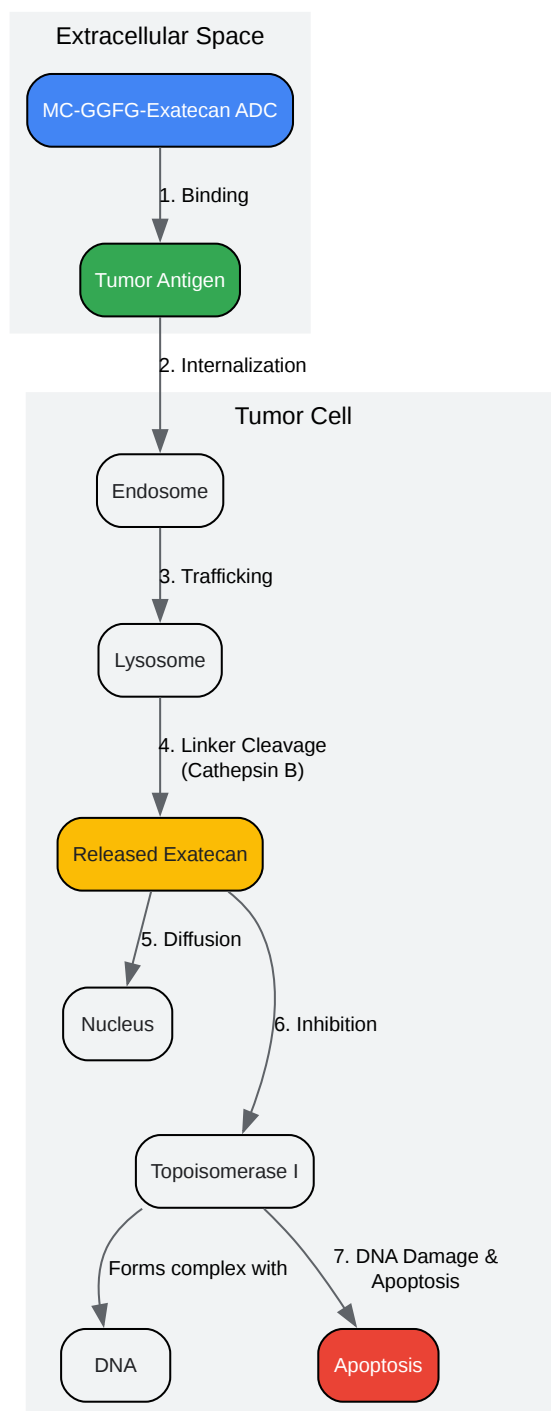 Extracellular Space
MC-GGFG-Exatecan ADC
1. Binding
Tumor Antigen
2. Internalization
Tumor Cell
Endosome
3. Trafficking
Lysosome
4. Linker Cleavage
(Cathepsin B)
Released Exatecan
5. Diffusion
Nucleus
6. Inhibition
Topoisomerase I
Forms complex with
7. DNA Damage &
Apoptosis
DNA
Apoptosis